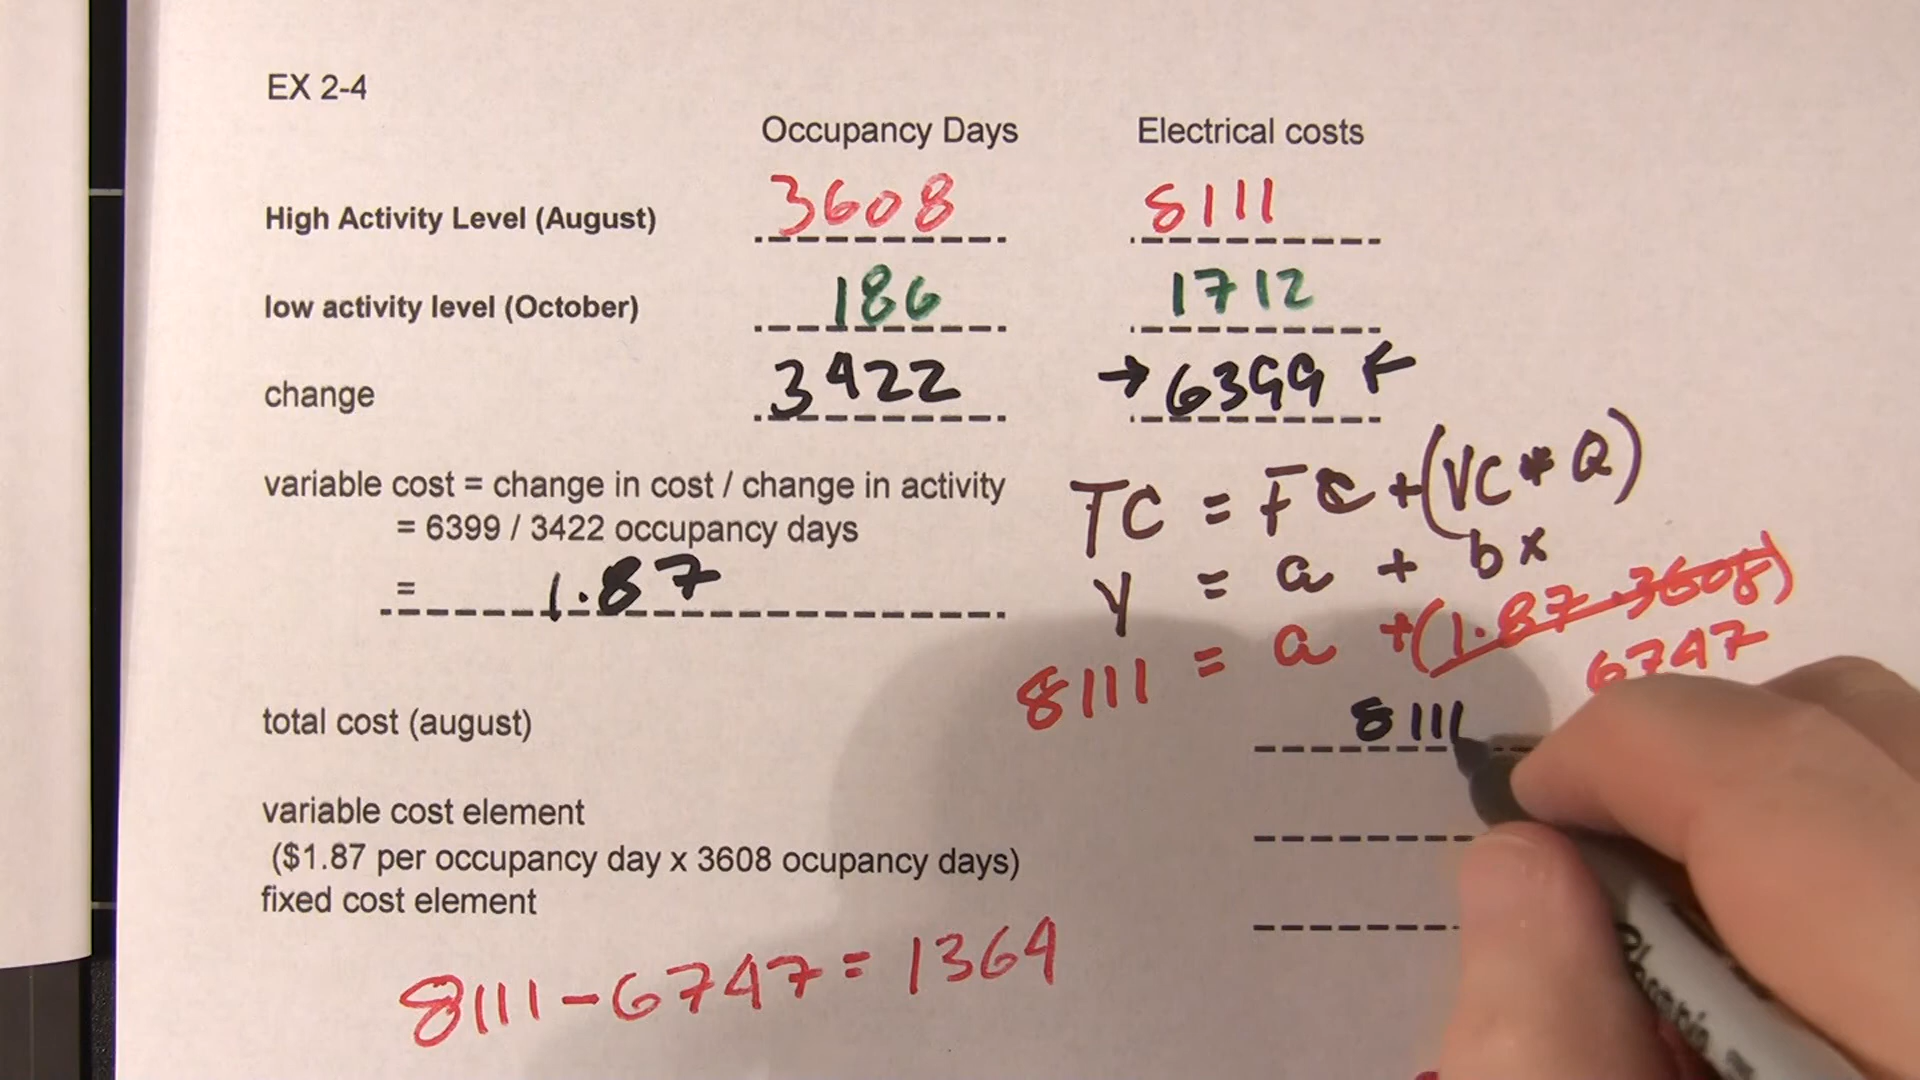 EX 2-4
Occupancy Days Electrical costs
High Activity Level (August) 3608 8111
low activity level (October) 186 1712
change 3422 → 6399 ←
variable cost = change in cost / change in activity
= 6399 / 3422 occupancy days
= 1.87
TC = FC + (VC * Q)
Y = a + bx
8111 = a + (1.87 · 3608)
6747
total cost (august) 8111
variable cost element
($1.87 per occupancy day x 3608 ocupancy days)
fixed cost element
8111 - 6747 = 1364